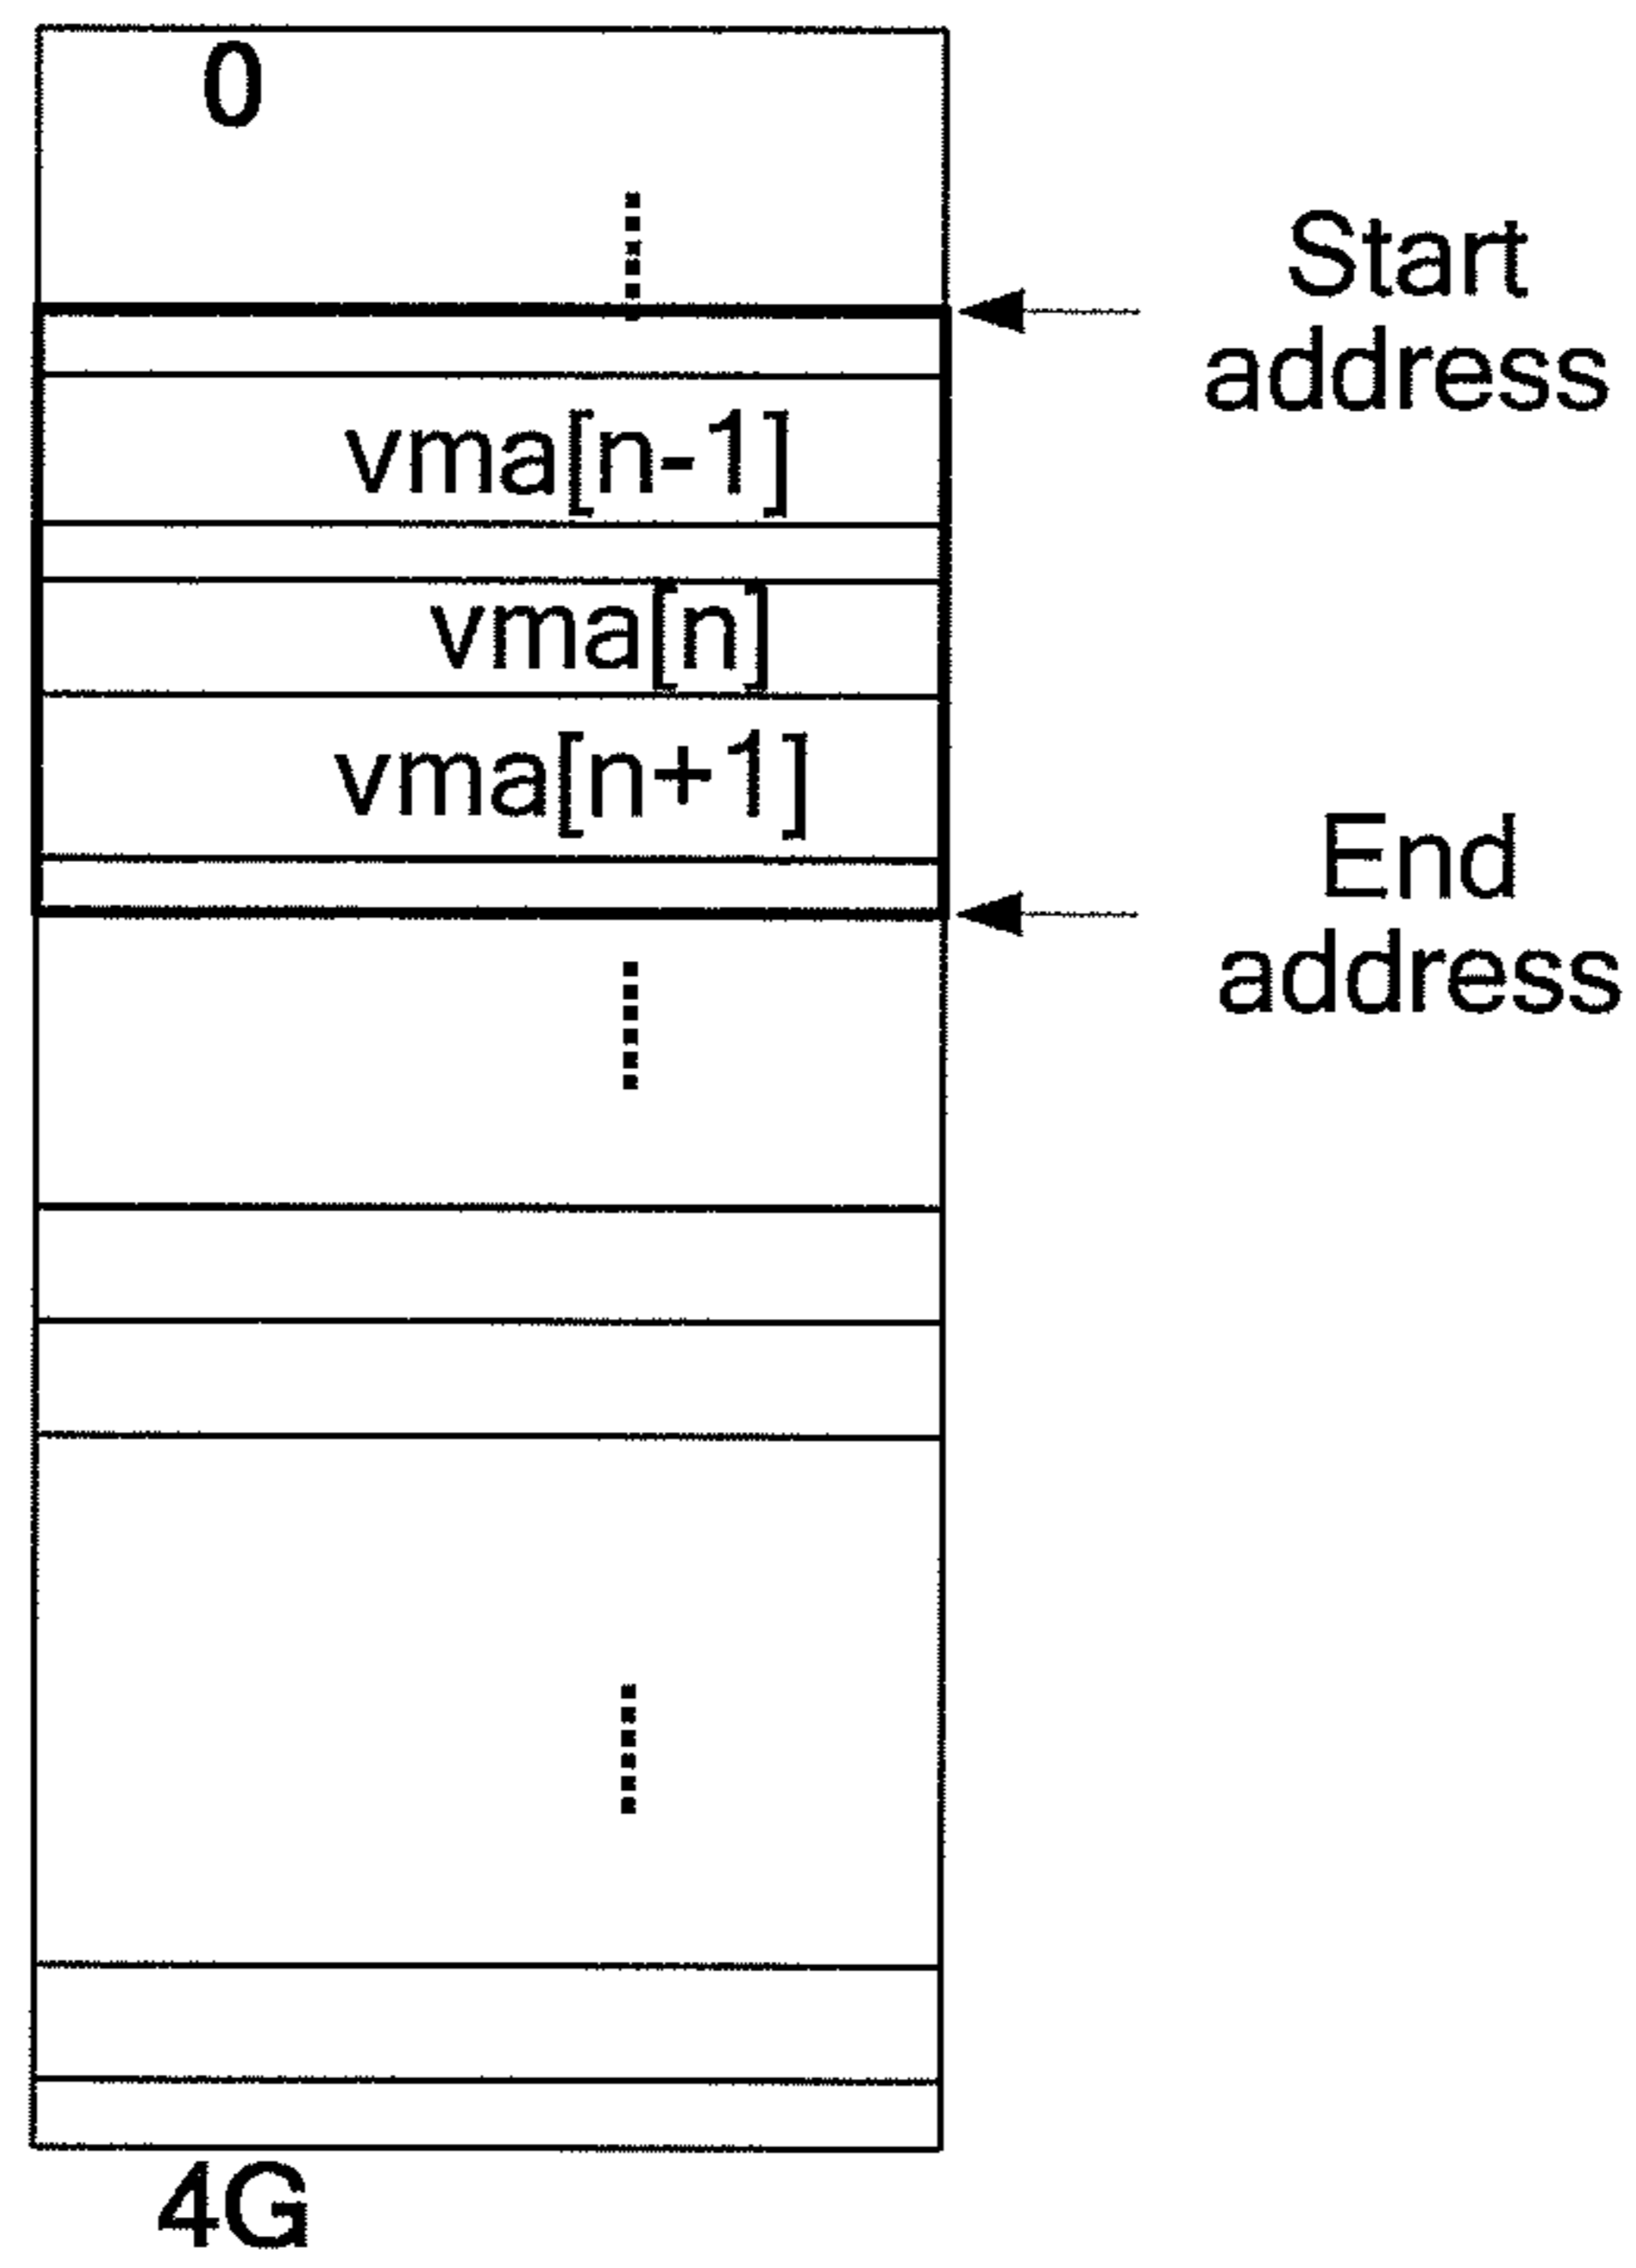 0
Start
address
vma[n-1]
vma[n]
vma[n+1]
End
address
4G